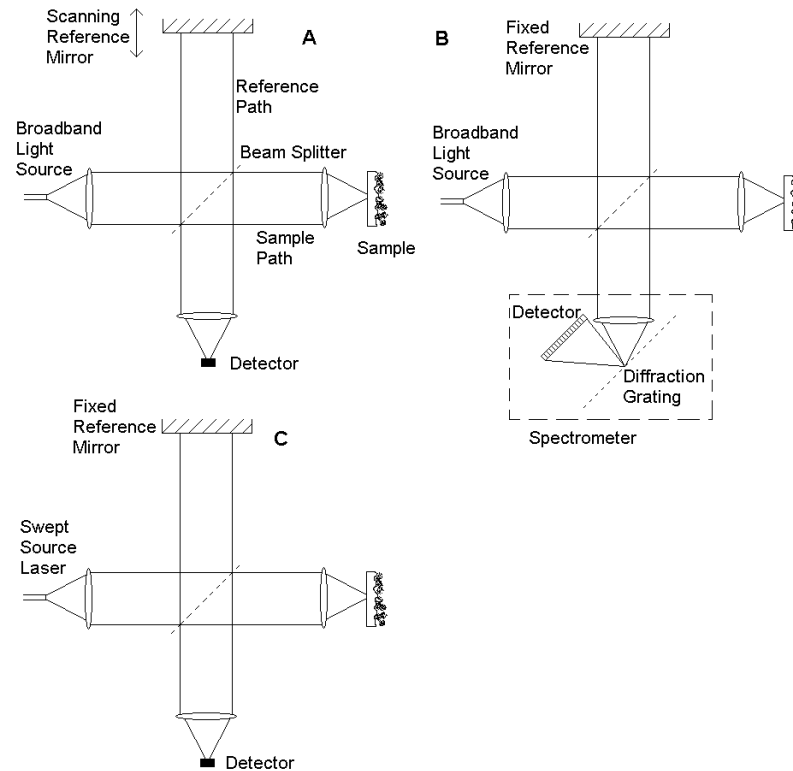 Scanning
Reference
Mirror
A
Reference
Path
Broadband
Light
Source
Beam Splitter
Sample
Path
Sample
Detector
Fixed
Reference
Mirror
B
Broadband
Light
Source
Detector
Diffraction
Grating
Spectrometer
Fixed
Reference
Mirror
C
Swept
Source
Laser
Detector